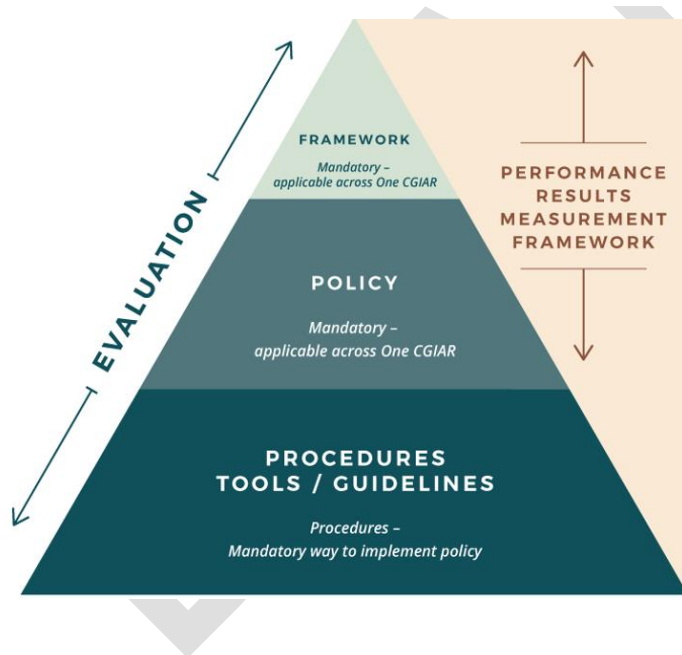 FRAMEWORK
Mandatory –
applicable across One CGIAR
EVALUATION
PERFORMANCE
RESULTS
MEASUREMENT
FRAMEWORK
POLICY
Mandatory –
applicable across One CGIAR
PROCEDURES
TOOLS / GUIDELINES
Procedures –
Mandatory way to implement policy